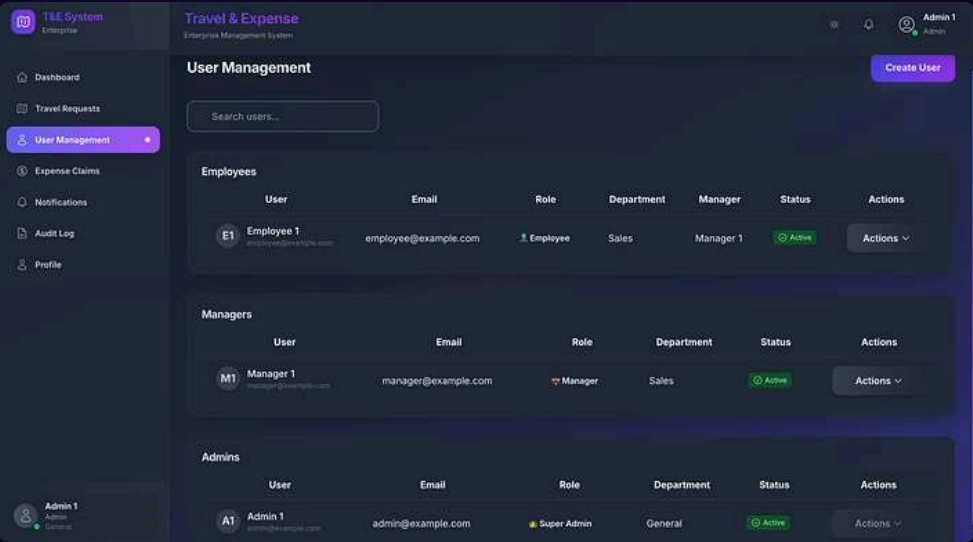 T&E System
Enterprise
Dashboard
Travel Requests
User Management
Expense Claims
Notifications
Audit Log
Profile
Admin 1
Admin
General
Travel & Expense
Enterprise Management System
Admin 1
Admin
User Management
Create User
Search users...
Employees
User Email Role Department Manager Status Actions
E1 Employee 1 employee@example.com Employee Sales Manager 1 Active Actions
employee@example.com
Managers
User Email Role Department Status Actions
M1 Manager 1 manager@example.com Manager Sales Active Actions
manager@example.com
Admins
User Email Role Department Status Actions
A1 Admin 1 admin@example.com Super Admin General Active Actions
admin@example.com